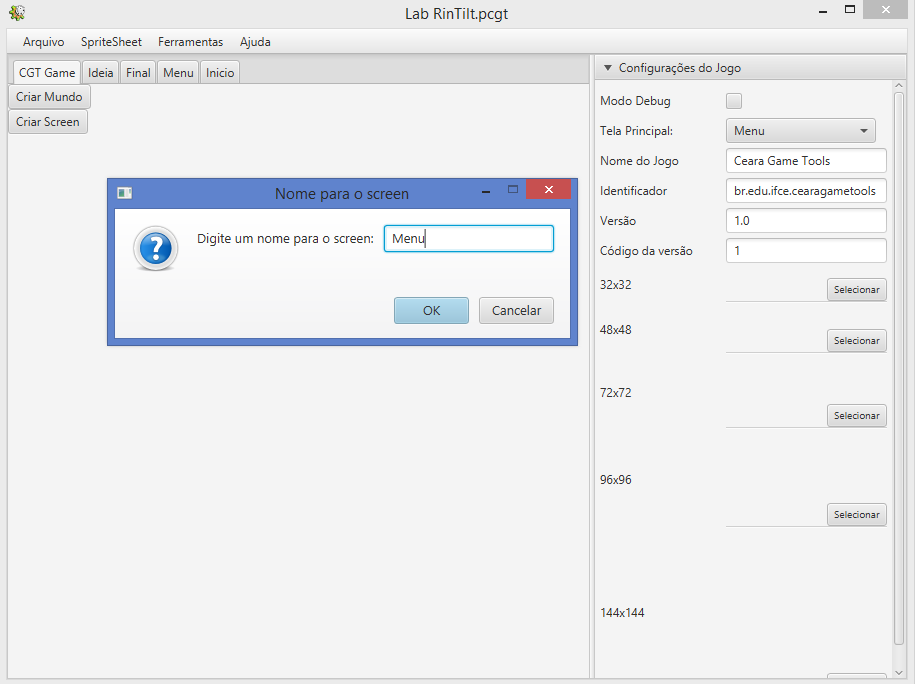 Lab RinTilt.pcgt
Arquivo SpriteSheet Ferramentas Ajuda
CGT Game Ideia Final Menu Inicio
Criar Mundo
Criar Screen
Nome para o screen
Digite um nome para o screen: Menu
OK Cancelar
Configurações do Jogo
Modo Debug
Tela Principal: Menu
Nome do Jogo Ceara Game Tools
Identificador br.edu.ifce.cearagametools
Versão 1.0
Código da versão 1
32x32 Selecionar
48x48 Selecionar
72x72 Selecionar
96x96 Selecionar
144x144